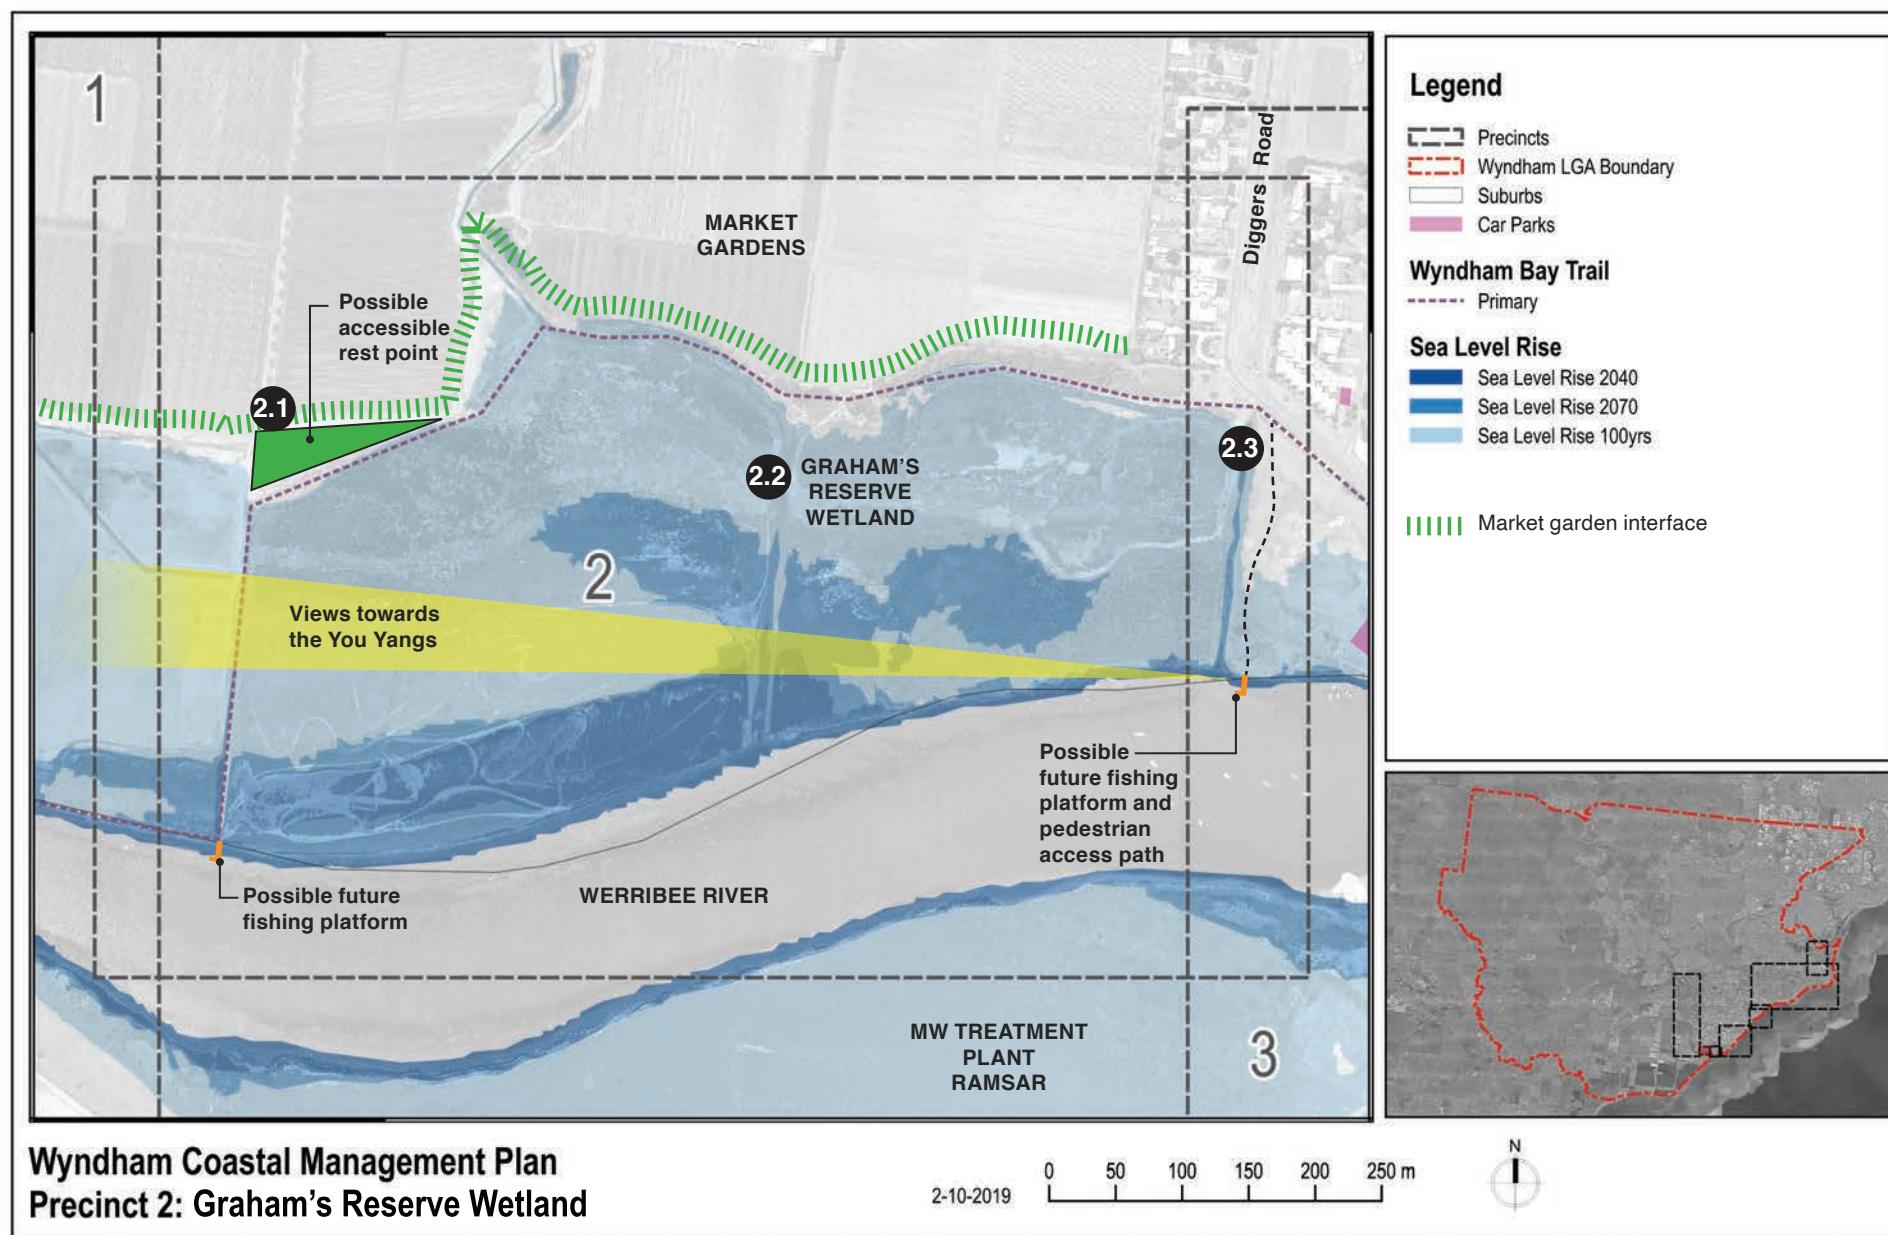 1
MARKET
GARDENS
Diggers Road
Possible
accessible
rest point
2.1
2.2
GRAHAM'S
RESERVE
WETLAND
2.3
2
Views towards
the You Yangs
Possible
future fishing
platform and
pedestrian
access path
Possible future
fishing platform
WERRIBEE RIVER
MW TREATMENT
PLANT
RAMSAR
3
Legend
Precincts
Wyndham LGA Boundary
Suburbs
Car Parks
Wyndham Bay Trail
Primary
Sea Level Rise
Sea Level Rise 2040
Sea Level Rise 2070
Sea Level Rise 100yrs
Market garden interface
Wyndham Coastal Management Plan
Precinct 2: Graham's Reserve Wetland
2-10-2019
0 50 100 150 200 250 m
N